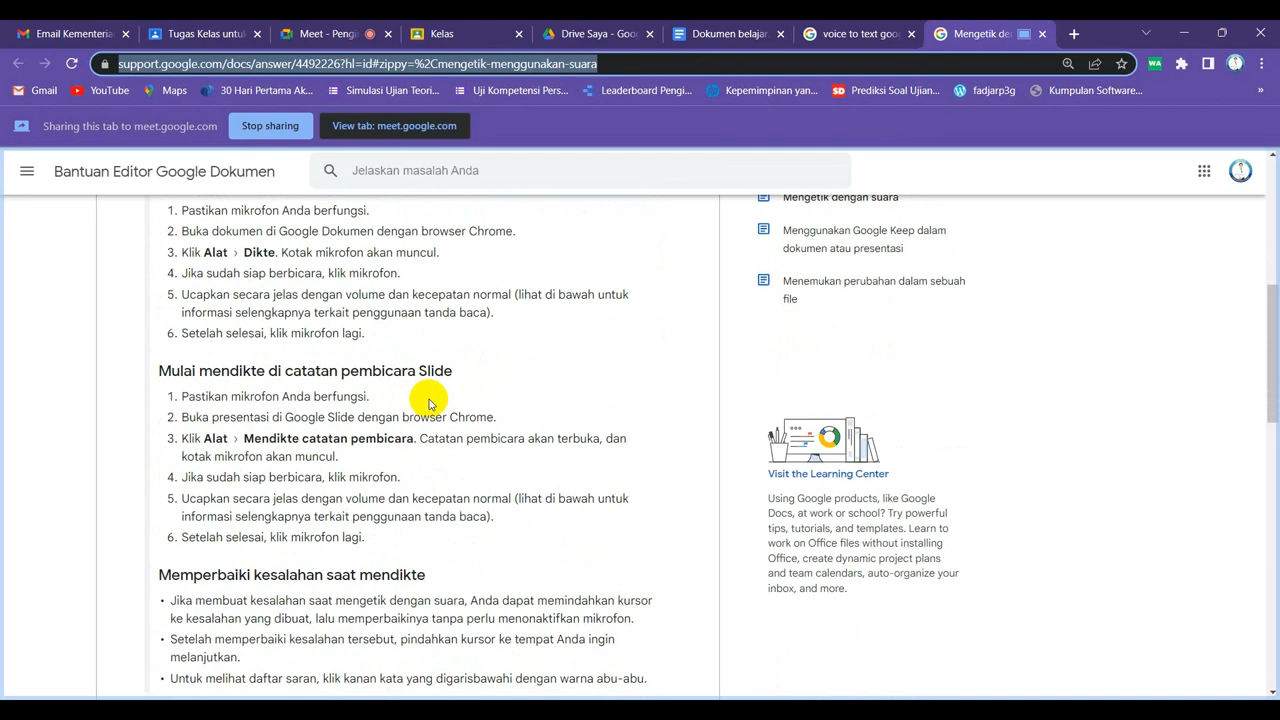 Email Kementeria
Tugas Kelas untuk
Meet - Pengi
Kelas
Drive Saya - Goo
Dokumen belajar
voice to text goo
Mengetik de
support.google.com/docs/answer/4492226?hl=id#zippy=%2Cmengetik-menggunakan-suara
WA
Gmail
YouTube
Maps
30 Hari Pertama Ak...
Simulasi Ujian Teori...
Uji Kompetensi Pers...
Leaderboard Pengi...
Kepemimpinan yan...
SD
Prediksi Soal Ujian...
fadjarp3g
Kumpulan Software...
»
Sharing this tab to meet.google.com
Stop sharing
View tab: meet.google.com
Bantuan Editor Google Dokumen
Jelaskan masalah Anda
1. Pastikan mikrofon Anda berfungsi.
2. Buka dokumen di Google Dokumen dengan browser Chrome.
3. Klik Alat › Dikte. Kotak mikrofon akan muncul.
4. Jika sudah siap berbicara, klik mikrofon.
5. Ucapkan secara jelas dengan volume dan kecepatan normal (lihat di bawah untuk
informasi selengkapnya terkait penggunaan tanda baca).
6. Setelah selesai, klik mikrofon lagi.
Mulai mendikte di catatan pembicara Slide
1. Pastikan mikrofon Anda berfungsi.
2. Buka presentasi di Google Slide dengan browser Chrome.
3. Klik Alat › Mendikte catatan pembicara. Catatan pembicara akan terbuka, dan
kotak mikrofon akan muncul.
4. Jika sudah siap berbicara, klik mikrofon.
5. Ucapkan secara jelas dengan volume dan kecepatan normal (lihat di bawah untuk
informasi selengkapnya terkait penggunaan tanda baca).
6. Setelah selesai, klik mikrofon lagi.
Memperbaiki kesalahan saat mendikte
• Jika membuat kesalahan saat mengetik dengan suara, Anda dapat memindahkan kursor
ke kesalahan yang dibuat, lalu memperbaikinya tanpa perlu menonaktifkan mikrofon.
• Setelah memperbaiki kesalahan tersebut, pindahkan kursor ke tempat Anda ingin
melanjutkan.
• Untuk melihat daftar saran, klik kanan kata yang digarisbawahi dengan warna abu-abu.
Mengetik dengan suara
Menggunakan Google Keep dalam
dokumen atau presentasi
Menemukan perubahan dalam sebuah
file
Visit the Learning Center
Using Google products, like Google
Docs, at work or school? Try powerful
tips, tutorials, and templates. Learn to
work on Office files without installing
Office, create dynamic project plans
and team calendars, auto-organize your
inbox, and more.